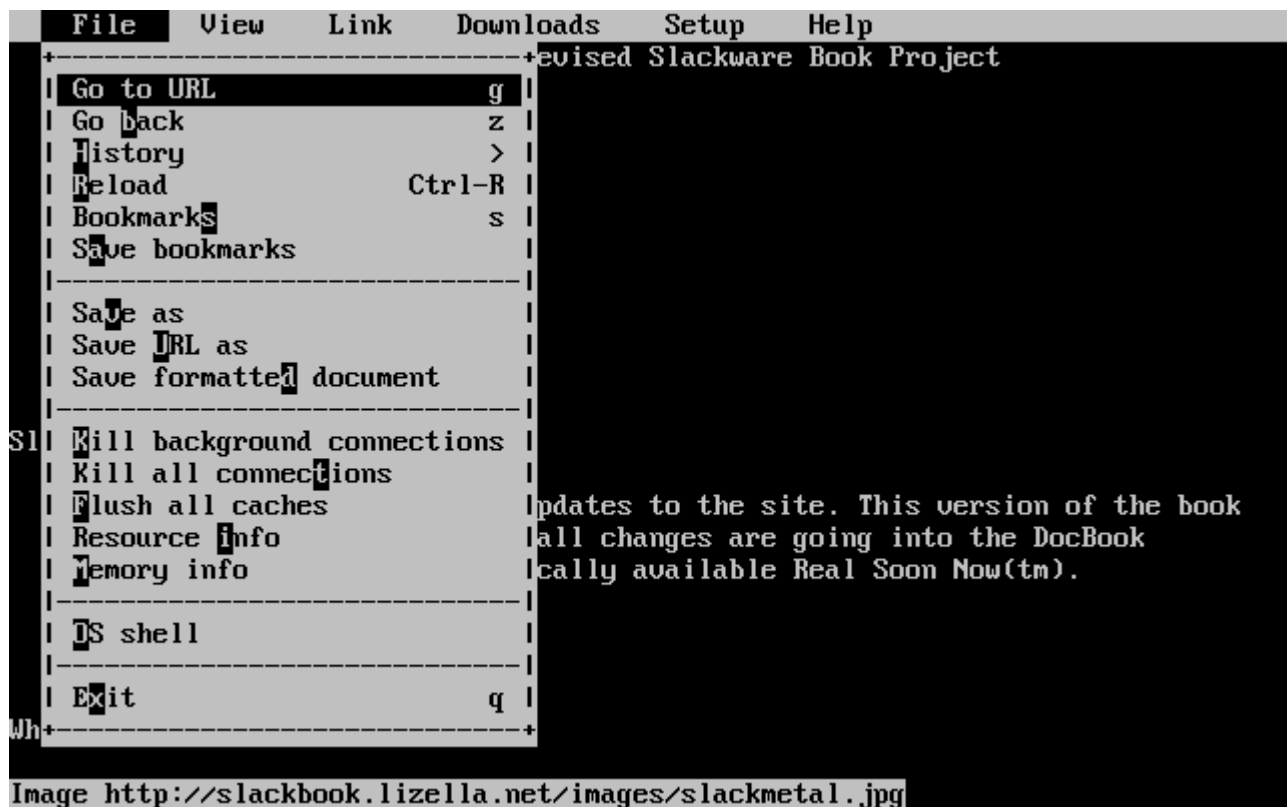 File View Link Downloads Setup Help
evised Slackware Book Project
Go to URL g
Go back z
History >
Reload Ctrl-R
Bookmarks s
Save bookmarks
Save as
Save URL as
Save formatted document
Sl Kill background connections
Kill all connections
Flush all caches pdates to the site. This version of the book
Resource info all changes are going into the DocBook
Memory info cally available Real Soon Now(tm).
OS shell
Exit q
Wh
Image http://slackbook.lizella.net/images/slackmetal.jpg